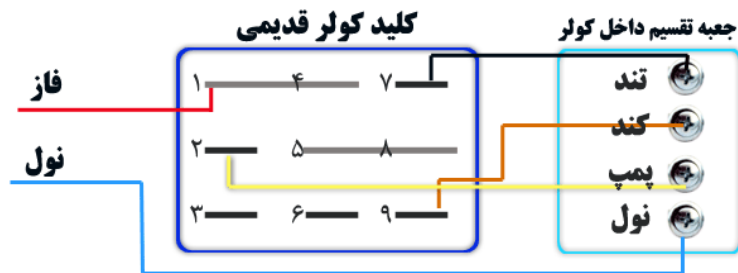 کلید کولر قدیمی
جعبه تقسیم داخل کولر
فاز
۱ ۴ ۷
تند
کند
نول
۲ ۵ ۸
پمپ
۳ ۶ ۹
نول